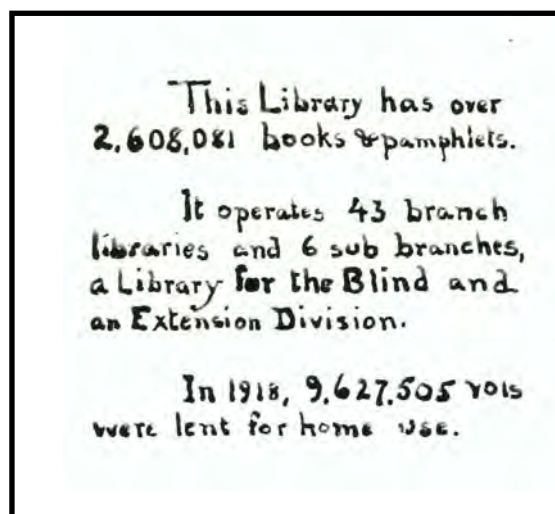 This Library has over
2,608,081 books & pamphlets.
It operates 43 branch
libraries and 6 sub branches,
a Library for the Blind and
an Extension Division.
In 1918, 9,627,505 vols
were lent for home use.